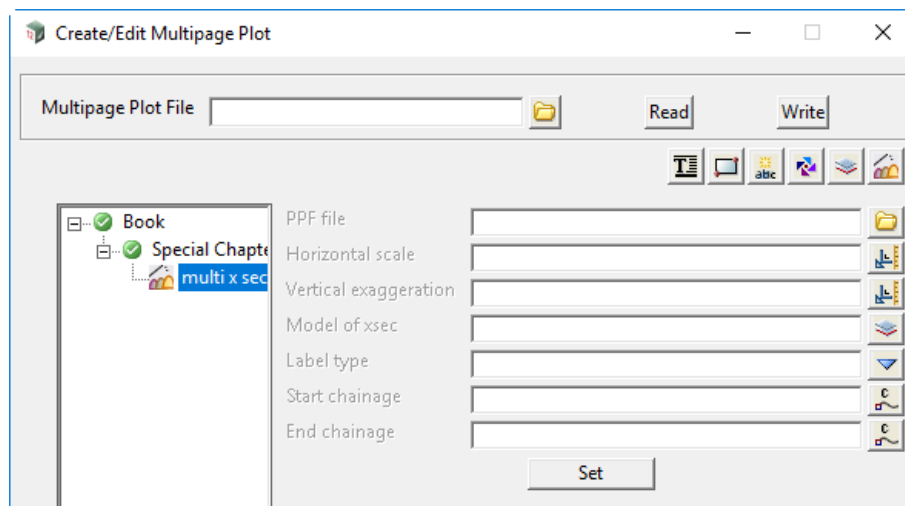 Create/Edit Multipage Plot
Multipage Plot File
Read
Write
T
abc
Book
PPF file
Special Chapte
Horizontal scale
multi x sec
Vertical exaggeration
Model of xsec
Label type
Start chainage
C
End chainage
C
Set